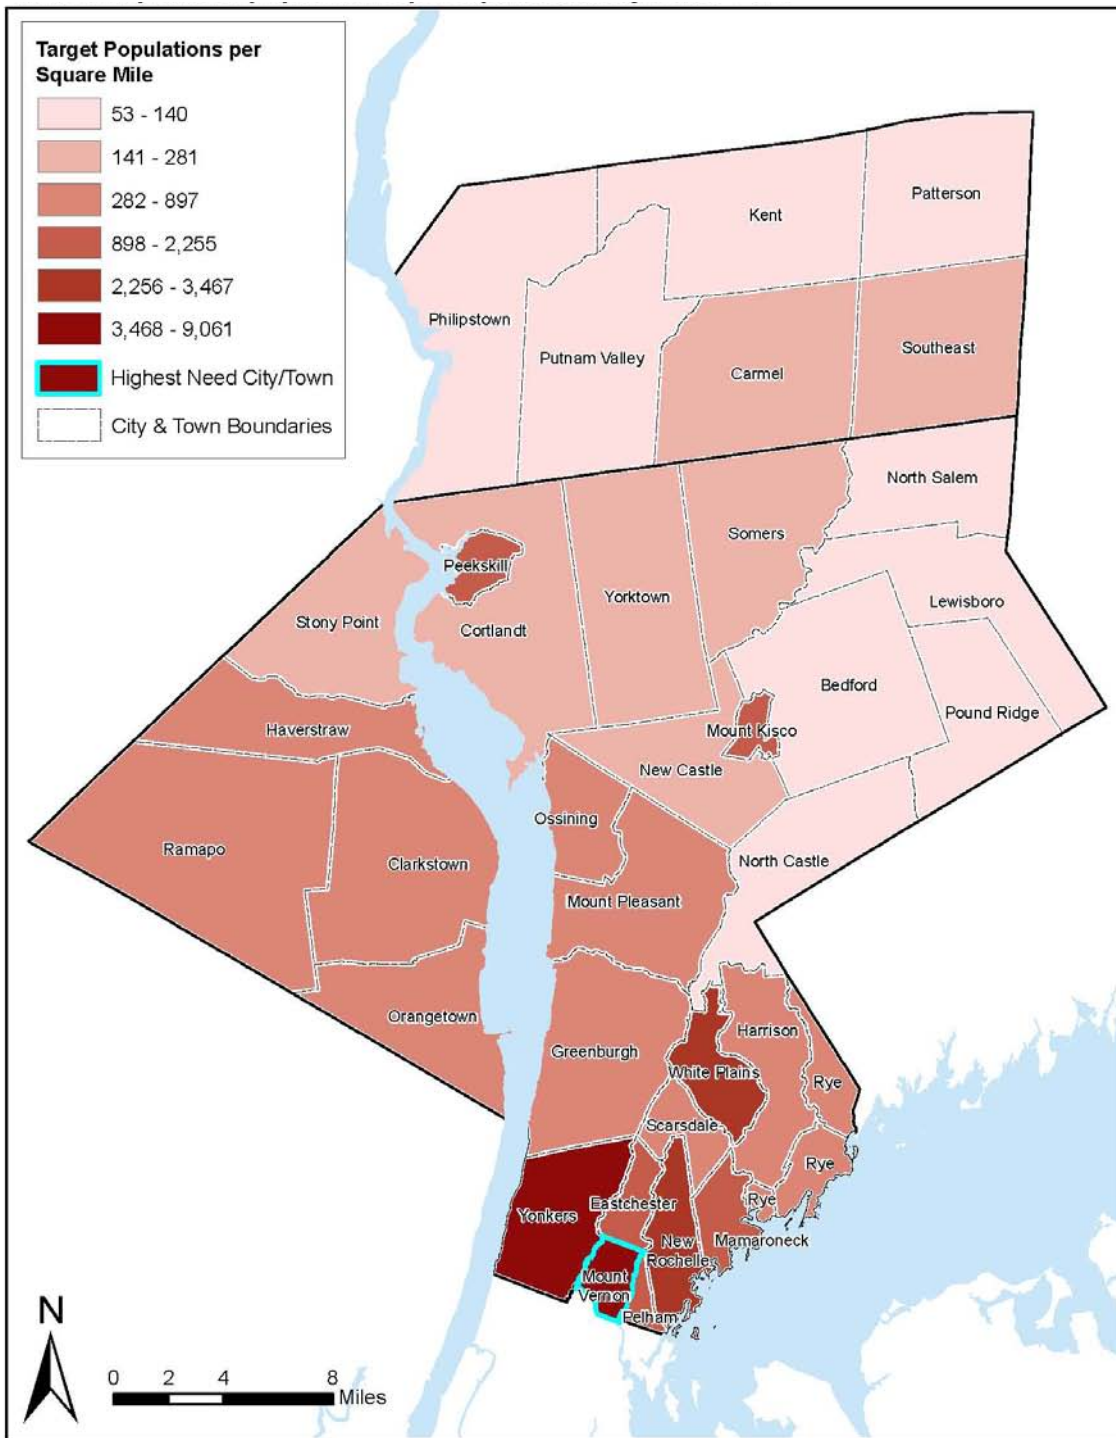 Target Populations per
Square Mile
53 - 140
141 - 281
282 - 897
898 - 2,255
2,256 - 3,467
3,468 - 9,061
Highest Need City/Town
City & Town Boundaries
Patterson
Kent
Philipstown
Putnam Valley
Southeast
Carmel
North Salem
Somers
Peekskill
Yorktown
Lewisboro
Stony Point
Cortlandt
Bedford
Pound Ridge
Haverstraw
Mount Kisco
New Castle
Ossining
Ramapo
Clarkstown
North Castle
Mount Pleasant
Orangetown
Harrison
Greenburgh
White Plains
Rye
Scarsdale
Rye
Rye
Eastchester
Yonkers
New
Rochelle
Mamaroneck
Mount
Vernon
Pelham
N
0 2 4 8
Miles